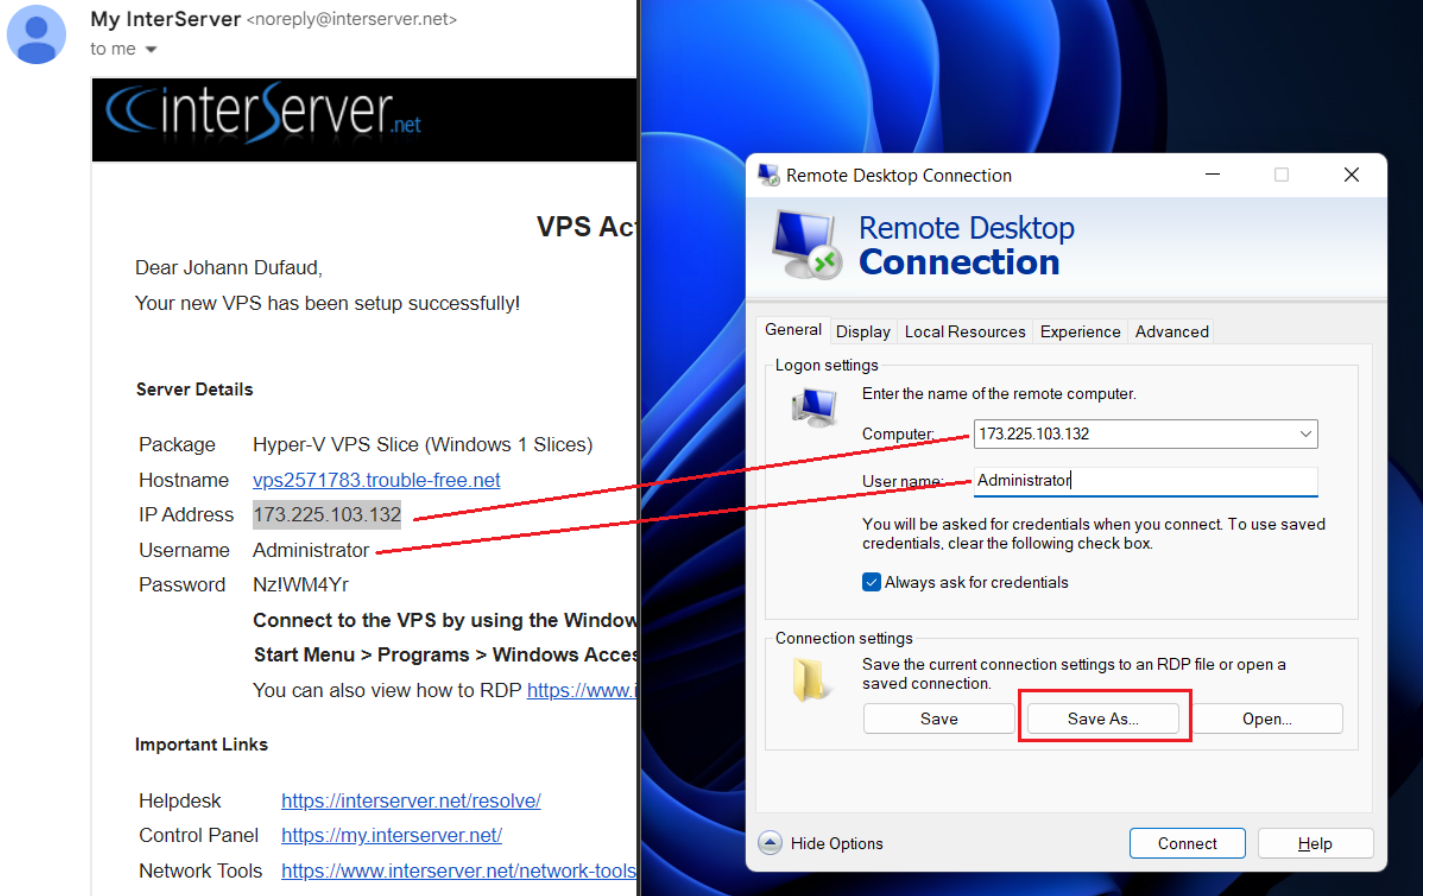 My InterServer <noreply@interserver.net>
to me
interServer.net
VPS Ac
Dear Johann Dufaud,
Your new VPS has been setup successfully!
Server Details
Package Hyper-V VPS Slice (Windows 1 Slices)
Hostname vps2571783.trouble-free.net
IP Address 173.225.103.132
Username Administrator
Password Nz!WM4Yr
Connect to the VPS by using the Window
Start Menu > Programs > Windows Acces
You can also view how to RDP https://www.i
Important Links
Helpdesk https://interserver.net/resolve/
Control Panel https://my.interserver.net/
Network Tools https://www.interserver.net/network-tools
Remote Desktop Connection
Remote Desktop
Connection
General Display Local Resources Experience Advanced
Logon settings
Enter the name of the remote computer.
Computer: 173.225.103.132
User name: Administrator
You will be asked for credentials when you connect. To use saved
credentials, clear the following check box.
Always ask for credentials
Connection settings
Save the current connection settings to an RDP file or open a
saved connection.
Save Save As... Open...
Hide Options Connect Help